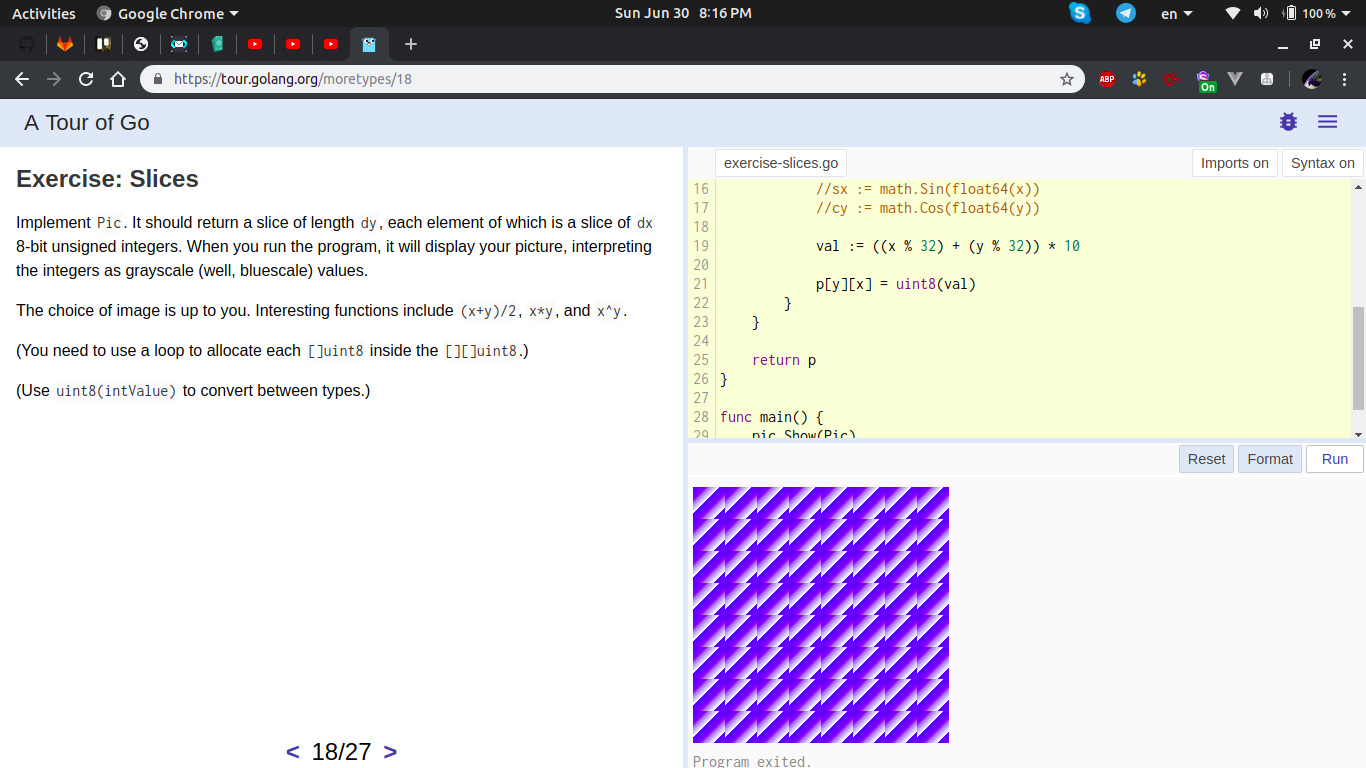 Activities Google Chrome Sun Jun 30 8:16 PM en 100 %
https://tour.golang.org/moretypes/18 ABP On
A Tour of Go
Exercise: Slices
Implement Pic. It should return a slice of length dy, each element of which is a slice of dx
8-bit unsigned integers. When you run the program, it will display your picture, interpreting
the integers as grayscale (well, bluescale) values.
The choice of image is up to you. Interesting functions include (x+y)/2, x*y, and x^y.
(You need to use a loop to allocate each []uint8 inside the [][]uint8.)
(Use uint8(intValue) to convert between types.)
< 18/27 >
exercise-slices.go Imports on Syntax on
16 //sx := math.Sin(float64(x))
17 //cy := math.Cos(float64(y))
18
19 val := ((x % 32) + (y % 32)) * 10
20
21 p[y][x] = uint8(val)
22 }
23 }
24
25 return p
26 }
27
28 func main() {
29 pic.Show(Pic)
Reset Format Run
Program exited.